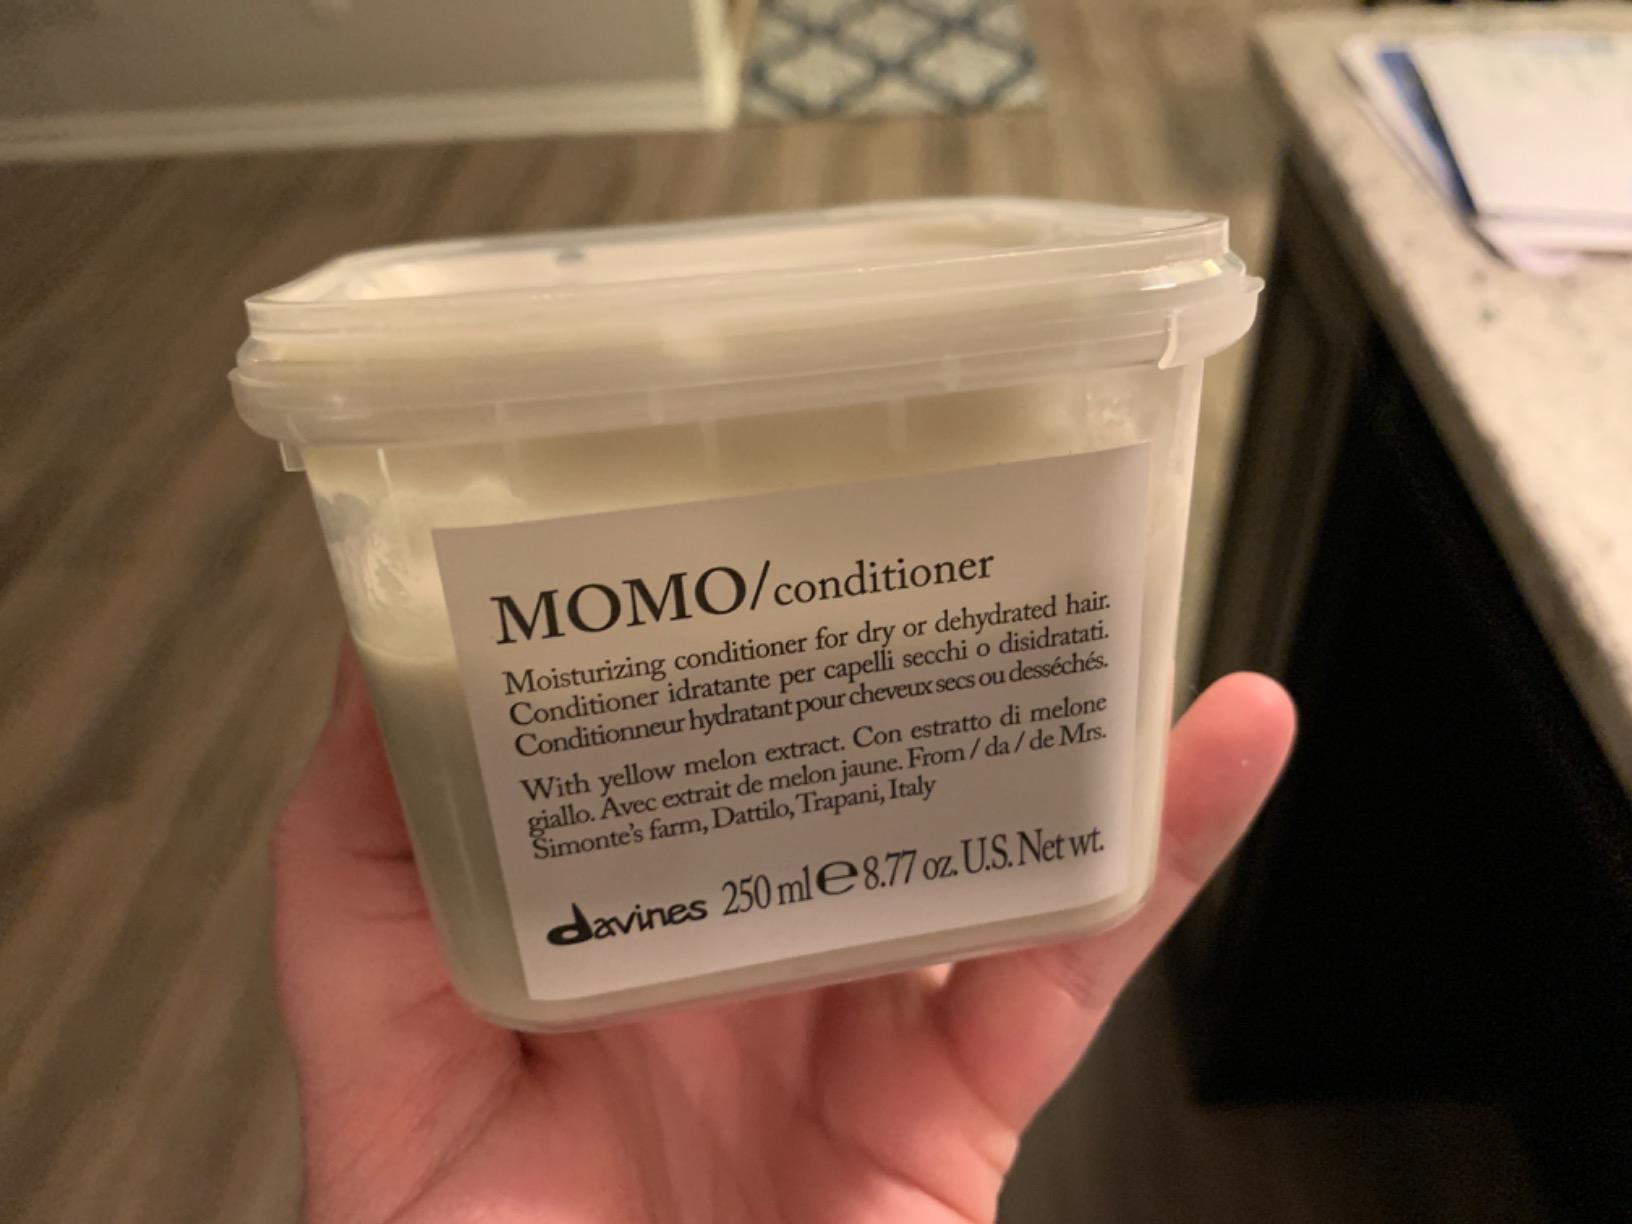 MOMO/conditioner
Moisturizing conditioner for dry or dehydrated hair.
Conditioner idratante per capelli secchi o disidratati.
Conditionneur hydratant pour cheveux secs ou desséchés.
With yellow melon extract. Con estratto di melone
giallo. Avec extrait de melon jaune. From / da / de Mrs.
Simonte's farm, Dattilo, Trapani, Italy
davines 250 ml ℮ 8.77 oz. U.S. Net wt.